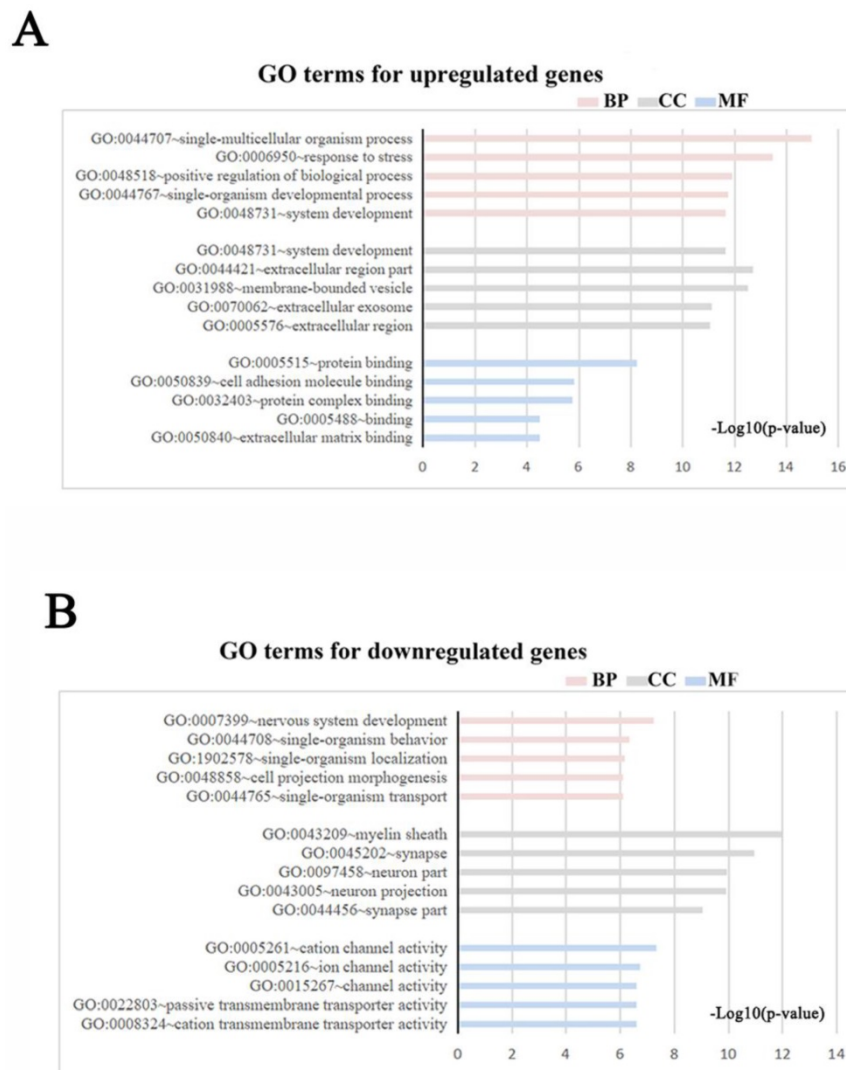 A
GO terms for upregulated genes
BP CC MF
GO:0044707~single-multicellular organism process
GO:0006950~response to stress
GO:0048518~positive regulation of biological process
GO:0044767~single-organism developmental process
GO:0048731~system development
GO:0048731~system development
GO:0044421~extracellular region part
GO:0031988~membrane-bounded vesicle
GO:0070062~extracellular exosome
GO:0005576~extracellular region
GO:0005515~protein binding
GO:0050839~cell adhesion molecule binding
GO:0032403~protein complex binding
GO:0005488~binding
GO:0050840~extracellular matrix binding
-Log10(p-value)
0 2 4 6 8 10 12 14 16
B
GO terms for downregulated genes
BP CC MF
GO:0007399~nervous system development
GO:0044708~single-organism behavior
GO:1902578~single-organism localization
GO:0048858~cell projection morphogenesis
GO:0044765~single-organism transport
GO:0043209~myelin sheath
GO:0045202~synapse
GO:0097458~neuron part
GO:0043005~neuron projection
GO:0044456~synapse part
GO:0005261~cation channel activity
GO:0005216~ion channel activity
GO:0015267~channel activity
GO:0022803~passive transmembrane transporter activity
GO:0008324~cation transmembrane transporter activity
-Log10(p-value)
0 2 4 6 8 10 12 14